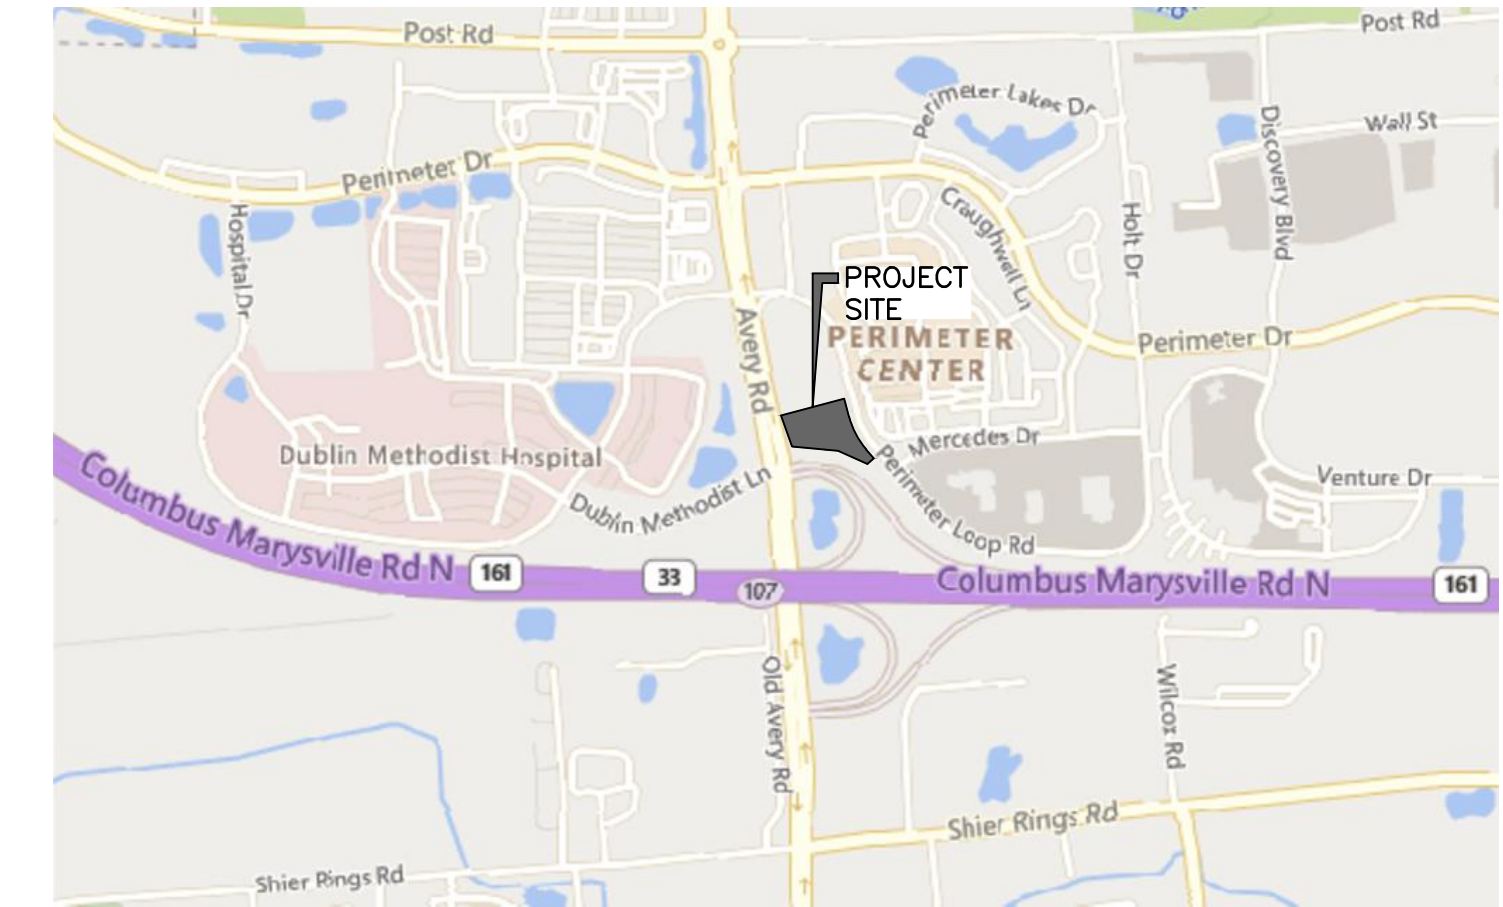 Post Rd
Post Rd
Perimeter Lakes Dr
Discovery Blvd
Wall St
Perimeter Dr
Craughwell Ln
Holt Dr
Hospital Dr
PROJECT
SITE
Avery Rd
PERIMETER
CENTER
Perimeter Dr
Mercedes Dr
Dublin Methodist Hospital
Dublin Methodist Ln
Perimeter Loop Rd
Venture Dr
Columbus Marysville Rd N
161
33
107
Columbus Marysville Rd N
161
Old Avery Rd
Wilcox Rd
Shier Rings Rd
Shier Rings Rd